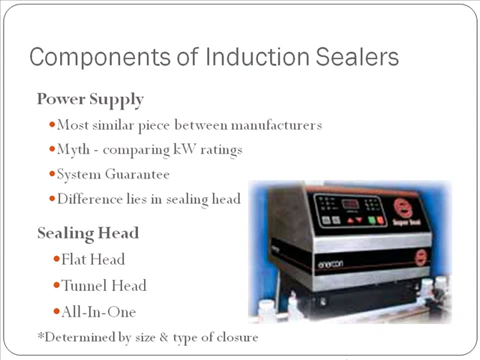 Components of Induction Sealers
Power Supply
Most similar piece between manufacturers
Myth - comparing kW ratings
System Guarantee
Difference lies in sealing head
Sealing Head
Flat Head
Tunnel Head
All-In-One
*Determined by size & type of closure
Super Seal
enercon